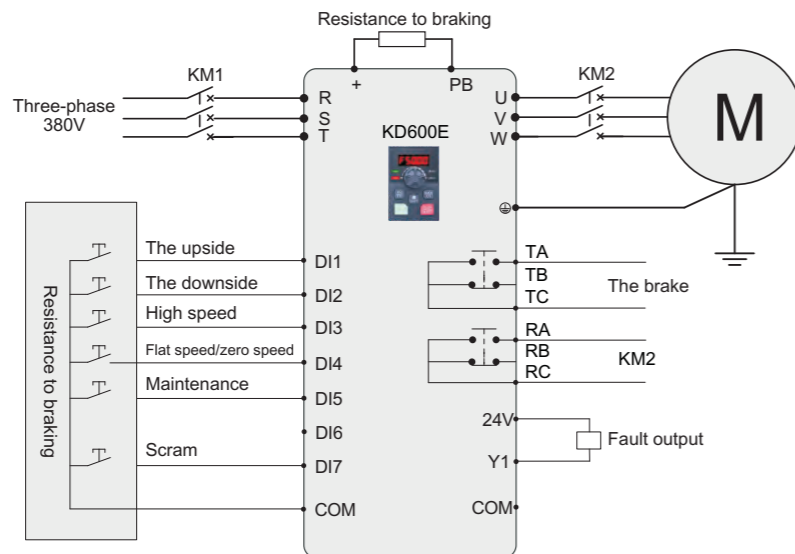 Resistance to braking
+
PB
KM1
KM2
Three-phase
380V
R
S
T
U
V
W
M
KD600E
Resistance to braking
The upside
The downside
High speed
Flat speed/zero speed
Maintenance
Scram
DI1
DI2
DI3
DI4
DI5
DI6
DI7
COM
TA
TB
TC
The brake
RA
RB
RC
KM2
24V
Y1
Fault output
COM